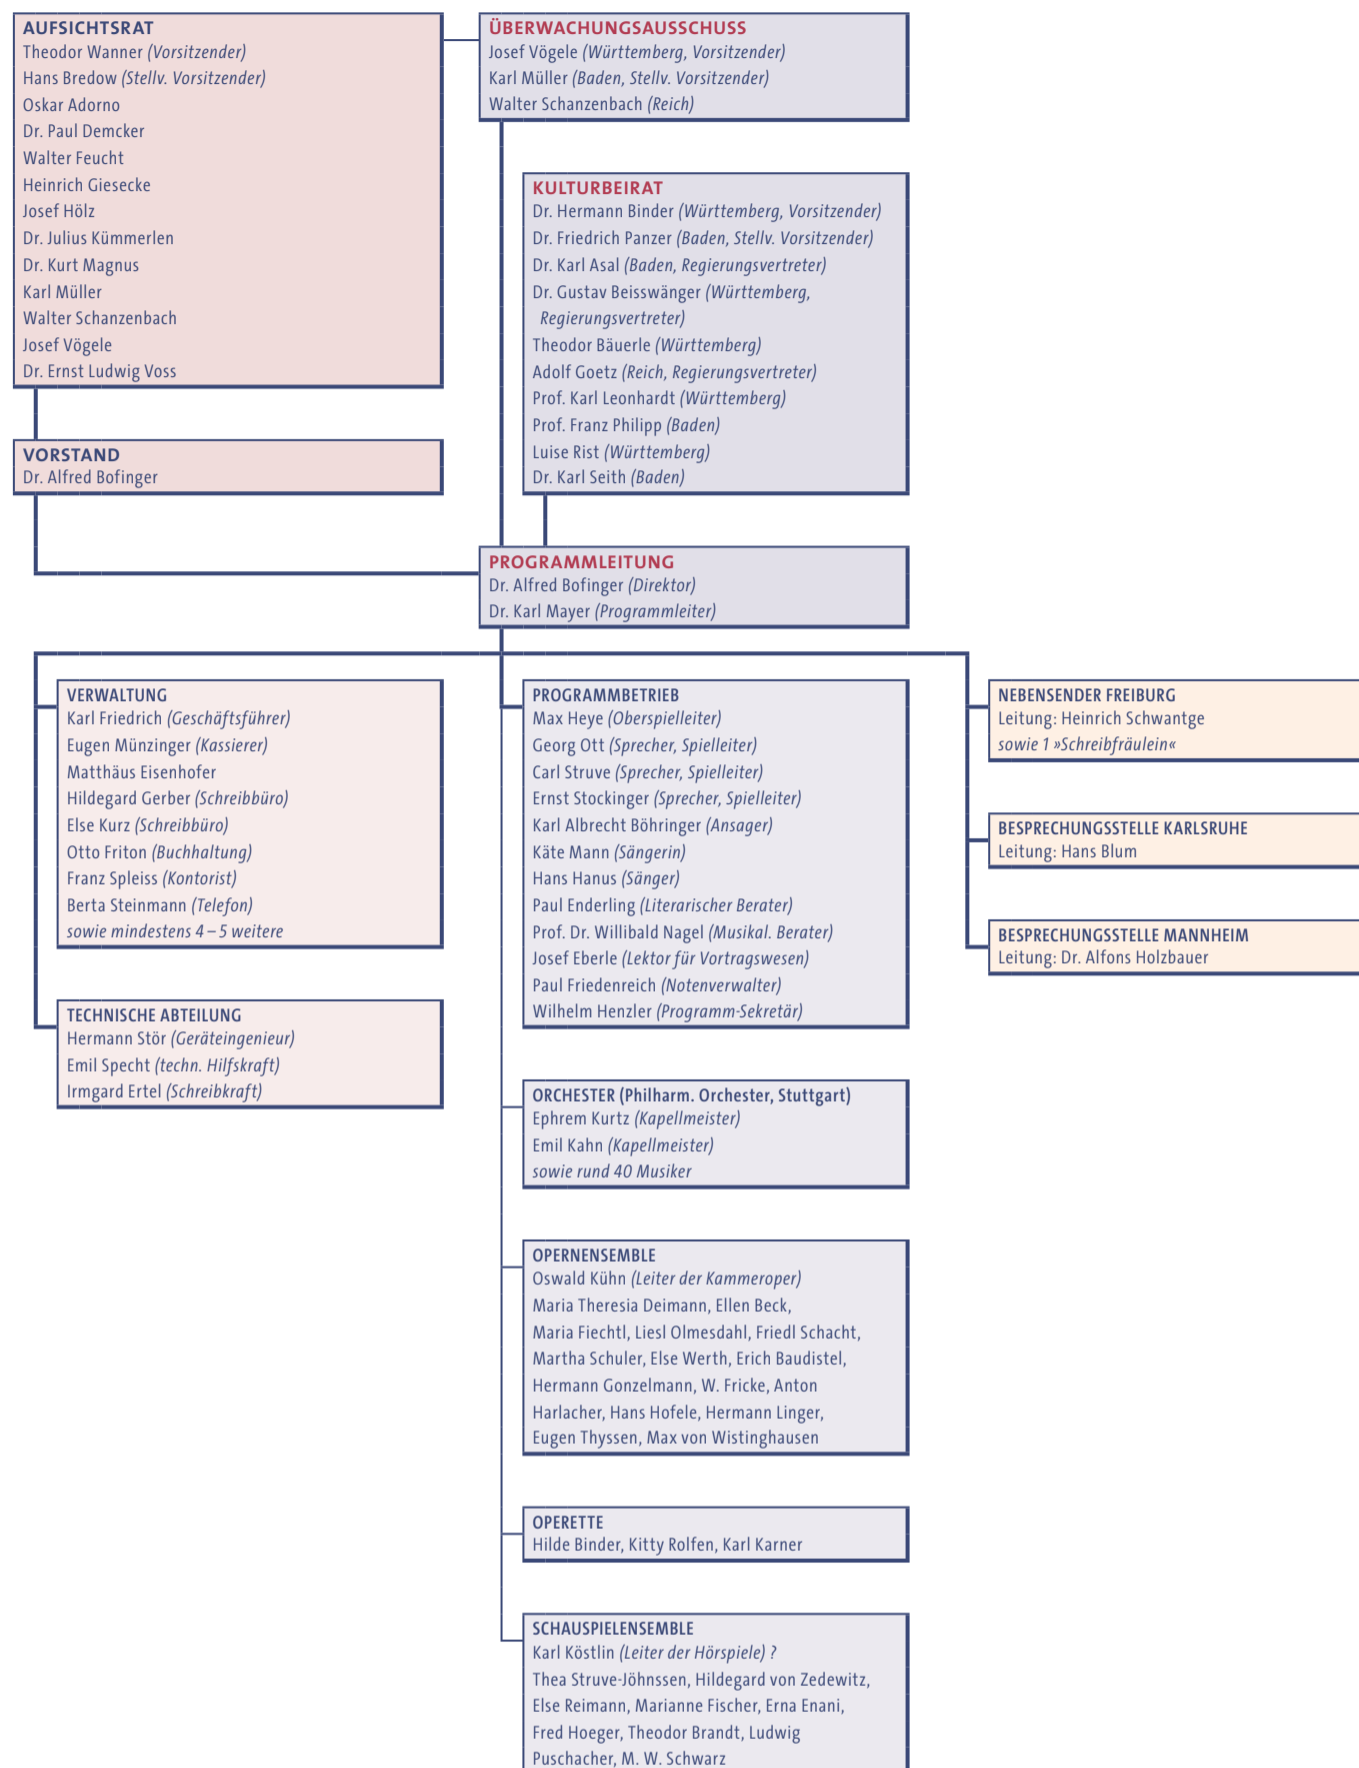 AUFSICHTSRAT
Theodor Wanner (Vorsitzender)
Hans Bredow (Stellv. Vorsitzender)
Oskar Adorno
Dr. Paul Demcker
Walter Feucht
Heinrich Giesecke
Josef Hölz
Dr. Julius Kümmerlen
Dr. Kurt Magnus
Karl Müller
Walter Schanzenbach
Josef Vögele
Dr. Ernst Ludwig Voss
ÜBERWACHUNGSAUSSCHUSS
Josef Vögele (Württemberg, Vorsitzender)
Karl Müller (Baden, Stellv. Vorsitzender)
Walter Schanzenbach (Reich)
KULTURBEIRAT
Dr. Hermann Binder (Württemberg, Vorsitzender)
Dr. Friedrich Panzer (Baden, Stellv. Vorsitzender)
Dr. Karl Asal (Baden, Regierungsvertreter)
Dr. Gustav Beisswänger (Württemberg,
Regierungsvertreter)
Theodor Bäuerle (Württemberg)
Adolf Goetz (Reich, Regierungsvertreter)
Prof. Karl Leonhardt (Württemberg)
Prof. Franz Philipp (Baden)
Luise Rist (Württemberg)
Dr. Karl Seith (Baden)
VORSTAND
Dr. Alfred Bofinger
PROGRAMMLEITUNG
Dr. Alfred Bofinger (Direktor)
Dr. Karl Mayer (Programmleiter)
VERWALTUNG
Karl Friedrich (Geschäftsführer)
Eugen Münzinger (Kassierer)
Matthäus Eisenhofer
Hildegard Gerber (Schreibbüro)
Else Kurz (Schreibbüro)
Otto Friton (Buchhaltung)
Franz Spleiss (Kontorist)
Berta Steinmann (Telefon)
sowie mindestens 4 – 5 weitere
TECHNISCHE ABTEILUNG
Hermann Stör (Geräteingenieur)
Emil Specht (techn. Hilfskraft)
Irmgard Ertel (Schreibkraft)
PROGRAMMBETRIEB
Max Heye (Oberspielleiter)
Georg Ott (Sprecher, Spielleiter)
Carl Struve (Sprecher, Spielleiter)
Ernst Stockinger (Sprecher, Spielleiter)
Karl Albrecht Böhringer (Ansager)
Käte Mann (Sängerin)
Hans Hanus (Sänger)
Paul Enderling (Literarischer Berater)
Prof. Dr. Willibald Nagel (Musikal. Berater)
Josef Eberle (Lektor für Vortragswesen)
Paul Friedenreich (Notenverwalter)
Wilhelm Henzler (Programm-Sekretär)
ORCHESTER (Philharm. Orchester, Stuttgart)
Ephrem Kurtz (Kapellmeister)
Emil Kahn (Kapellmeister)
sowie rund 40 Musiker
OPERNENSEMBLE
Oswald Kühn (Leiter der Kammeroper)
Maria Theresia Deimann, Ellen Beck,
Maria Fiechtl, Liesl Olmesdahl, Friedl Schacht,
Martha Schuler, Else Werth, Erich Baudistel,
Hermann Gonzelmann, W. Fricke, Anton
Harlacher, Hans Hofele, Hermann Linger,
Eugen Thyssen, Max von Wistinghausen
OPERETTE
Hilde Binder, Kitty Rolfen, Karl Karner
SCHAUSPIELENSEMBLE
Karl Köstlin (Leiter der Hörspiele) ?
Thea Struve-Jöhnssen, Hildegard von Zedewitz,
Else Reimann, Marianne Fischer, Erna Enani,
Fred Hoeger, Theodor Brandt, Ludwig
Puschacher, M. W. Schwarz
NEBENSENDER FREIBURG
Leitung: Heinrich Schwantge
sowie 1 »Schreibfräulein«
BESPRECHUNGSSTELLE KARLSRUHE
Leitung: Hans Blum
BESPRECHUNGSSTELLE MANNHEIM
Leitung: Dr. Alfons Holzbauer